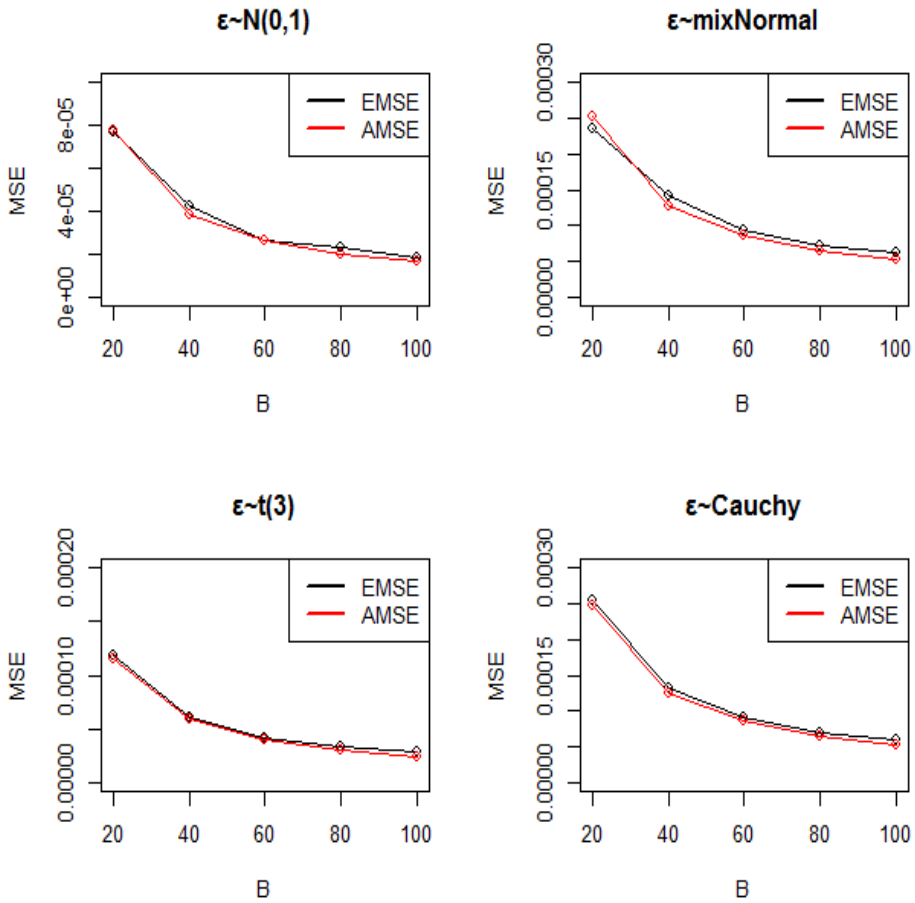 ε~N(0,1)
MSE
8e-05
4e-05
0e+00
EMSE
AMSE
20 40 60 80 100
B
ε~mixNormal
MSE
0.00030
0.00015
0.00000
EMSE
AMSE
20 40 60 80 100
B
ε~t(3)
MSE
0.00020
0.00010
0.00000
EMSE
AMSE
20 40 60 80 100
B
ε~Cauchy
MSE
0.00030
0.00015
0.00000
EMSE
AMSE
20 40 60 80 100
B